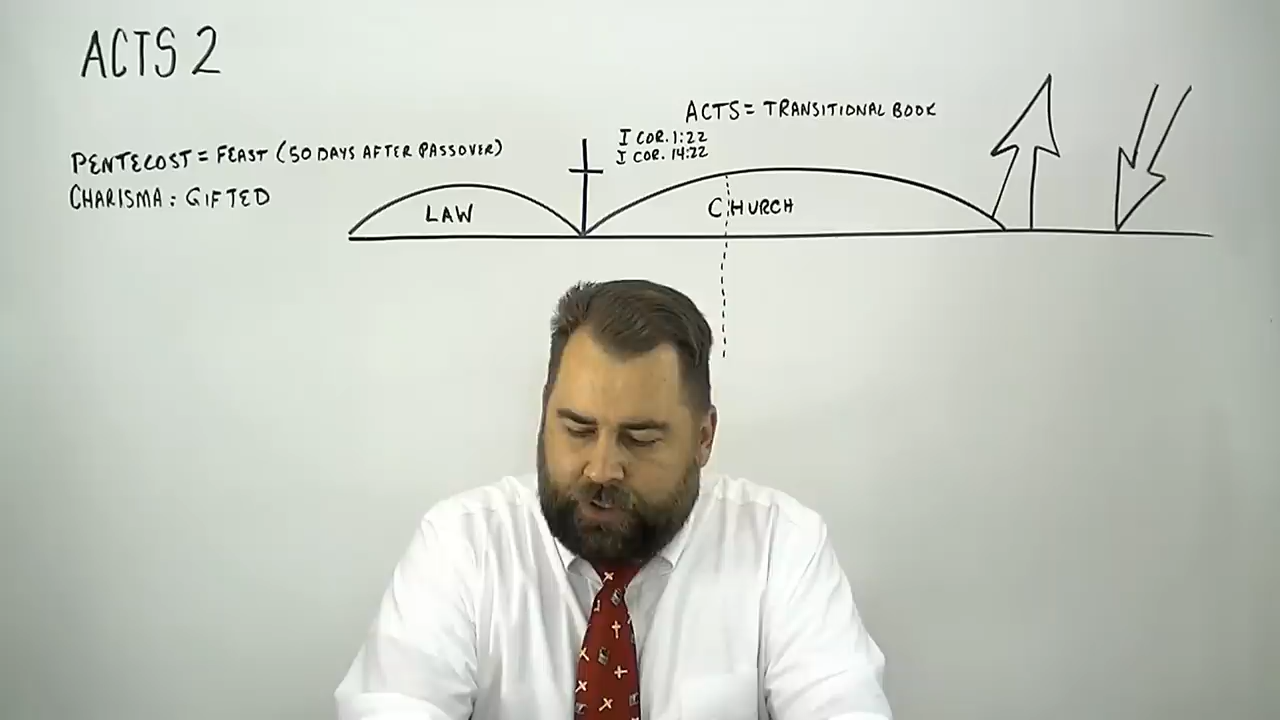 ACTS 2
PENTECOST = FEAST (50 DAYS AFTER PASSOVER)
CHARISMA: GIFTED
ACTS = TRANSITIONAL BOOK
I COR. 1:22
I COR. 14:22
LAW
CHURCH